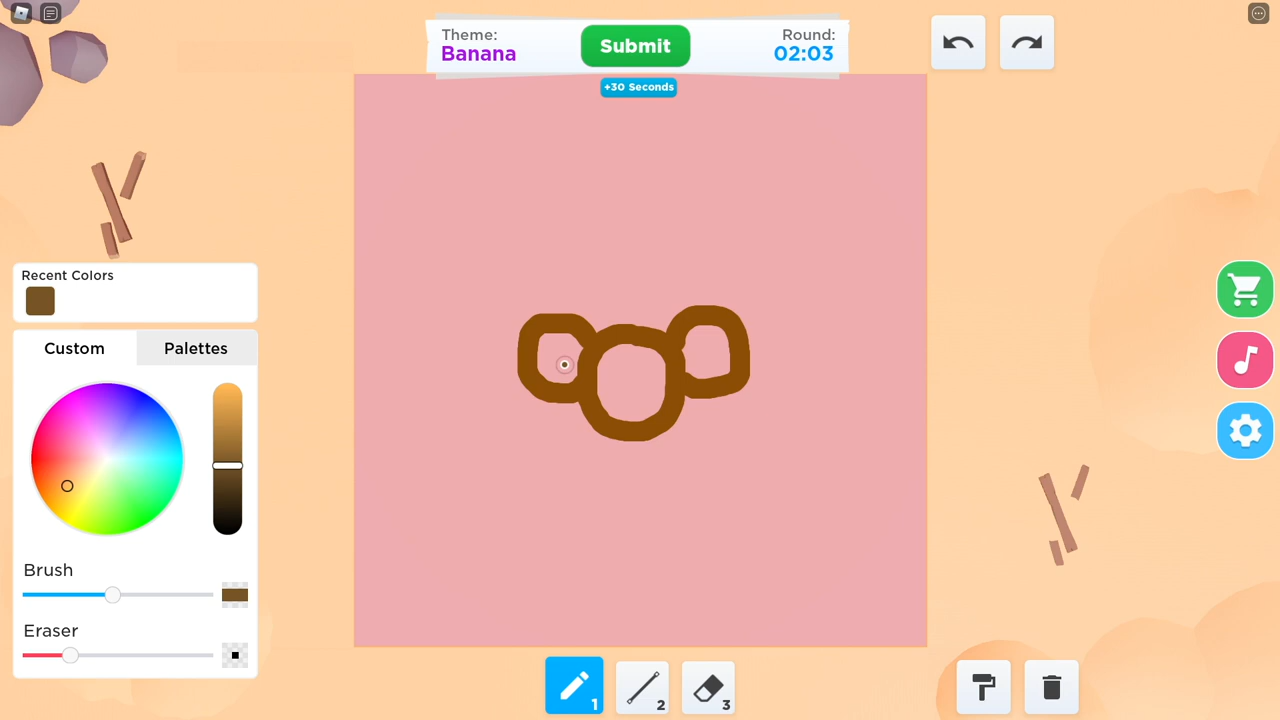 Theme:
Banana
Submit
Round:
02:03
+30 Seconds
Recent Colors
Custom
Palettes
Brush
Eraser
1
2
3